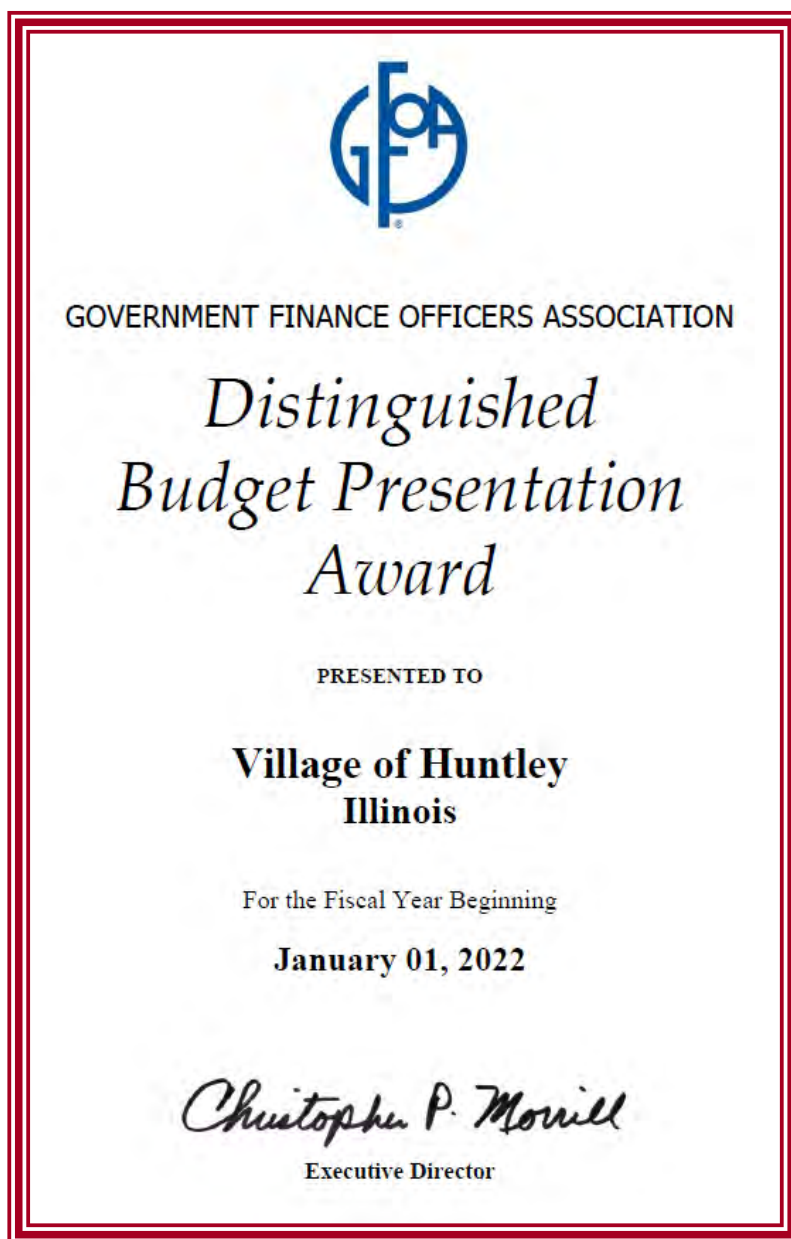 GFOA
®
GOVERNMENT FINANCE OFFICERS ASSOCIATION
Distinguished
Budget Presentation
Award
PRESENTED TO
Village of Huntley
Illinois
For the Fiscal Year Beginning
January 01, 2022
Christopher P. Morrill
Executive Director